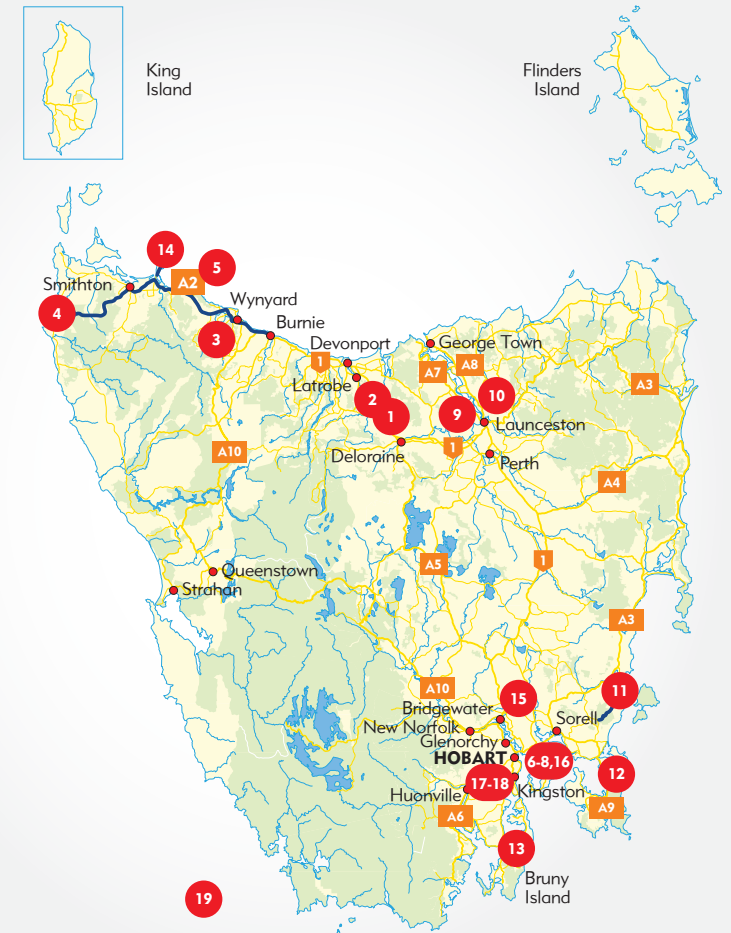 King
Island
Flinders
Island
14
5
A2
Smithton
4
Wynyard
Burnie
3
Devonport
George Town
1
A7
A8
Latrobe
A3
2
1
9
10
Launceston
Deloraine
1
Perth
A10
A4
A5
1
Queenstown
Strahan
A3
A10
15
11
Bridgewater
Sorell
New Norfolk
Glenorchy
HOBART
6-8,16
12
17-18
Kingston
Huonville
A9
A6
13
Bruny
Island
19